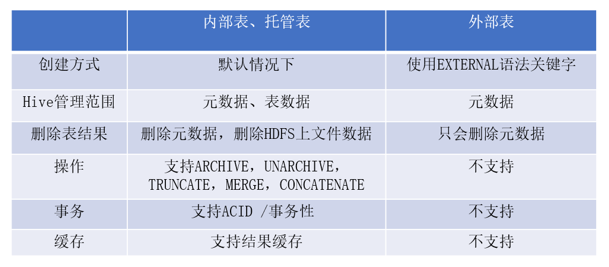 内部表、托管表 外部表
创建方式 默认情况下 使用EXTERNAL语法关键字
Hive管理范围 元数据、表数据 元数据
删除表结果 删除元数据，删除HDFS上文件数据 只会删除元数据
操作 支持ARCHIVE，UNARCHIVE， 不支持
TRUNCATE，MERGE，CONCATENATE
事务 支持ACID /事务性 不支持
缓存 支持结果缓存 不支持